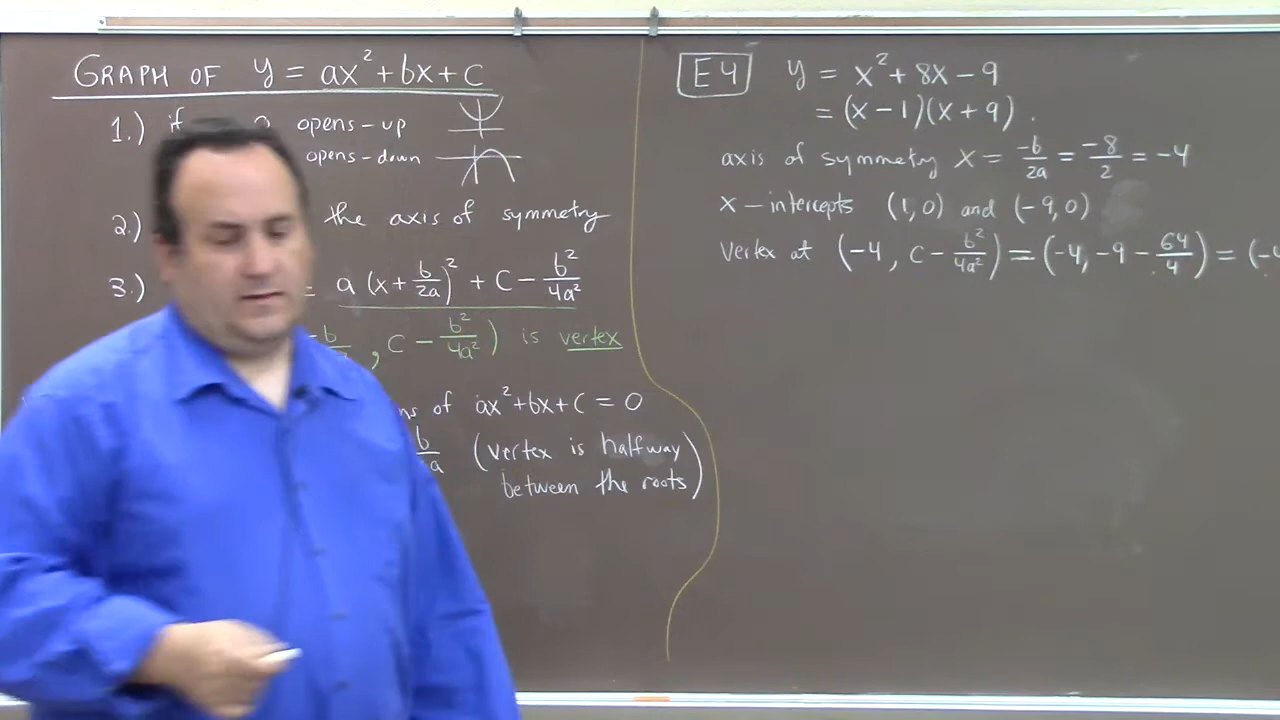 GRAPH OF y = ax² + bx + c
1.) if opens-up
opens-down
2.) the axis of symmetry
3.) = a (x + b/2a)² + c - b²/4a²
, c - b²/4a²) is vertex
of ax² + bx + c = 0
(vertex is halfway
between the roots)
E4 y = x² + 8x - 9
= (x - 1)(x + 9).
axis of symmetry x = -b/2a = -8/2 = -4
x-intercepts (1,0) and (-9,0)
vertex at (-4, c - b²/4a²) = (-4, -9 - 64/4) = (-4